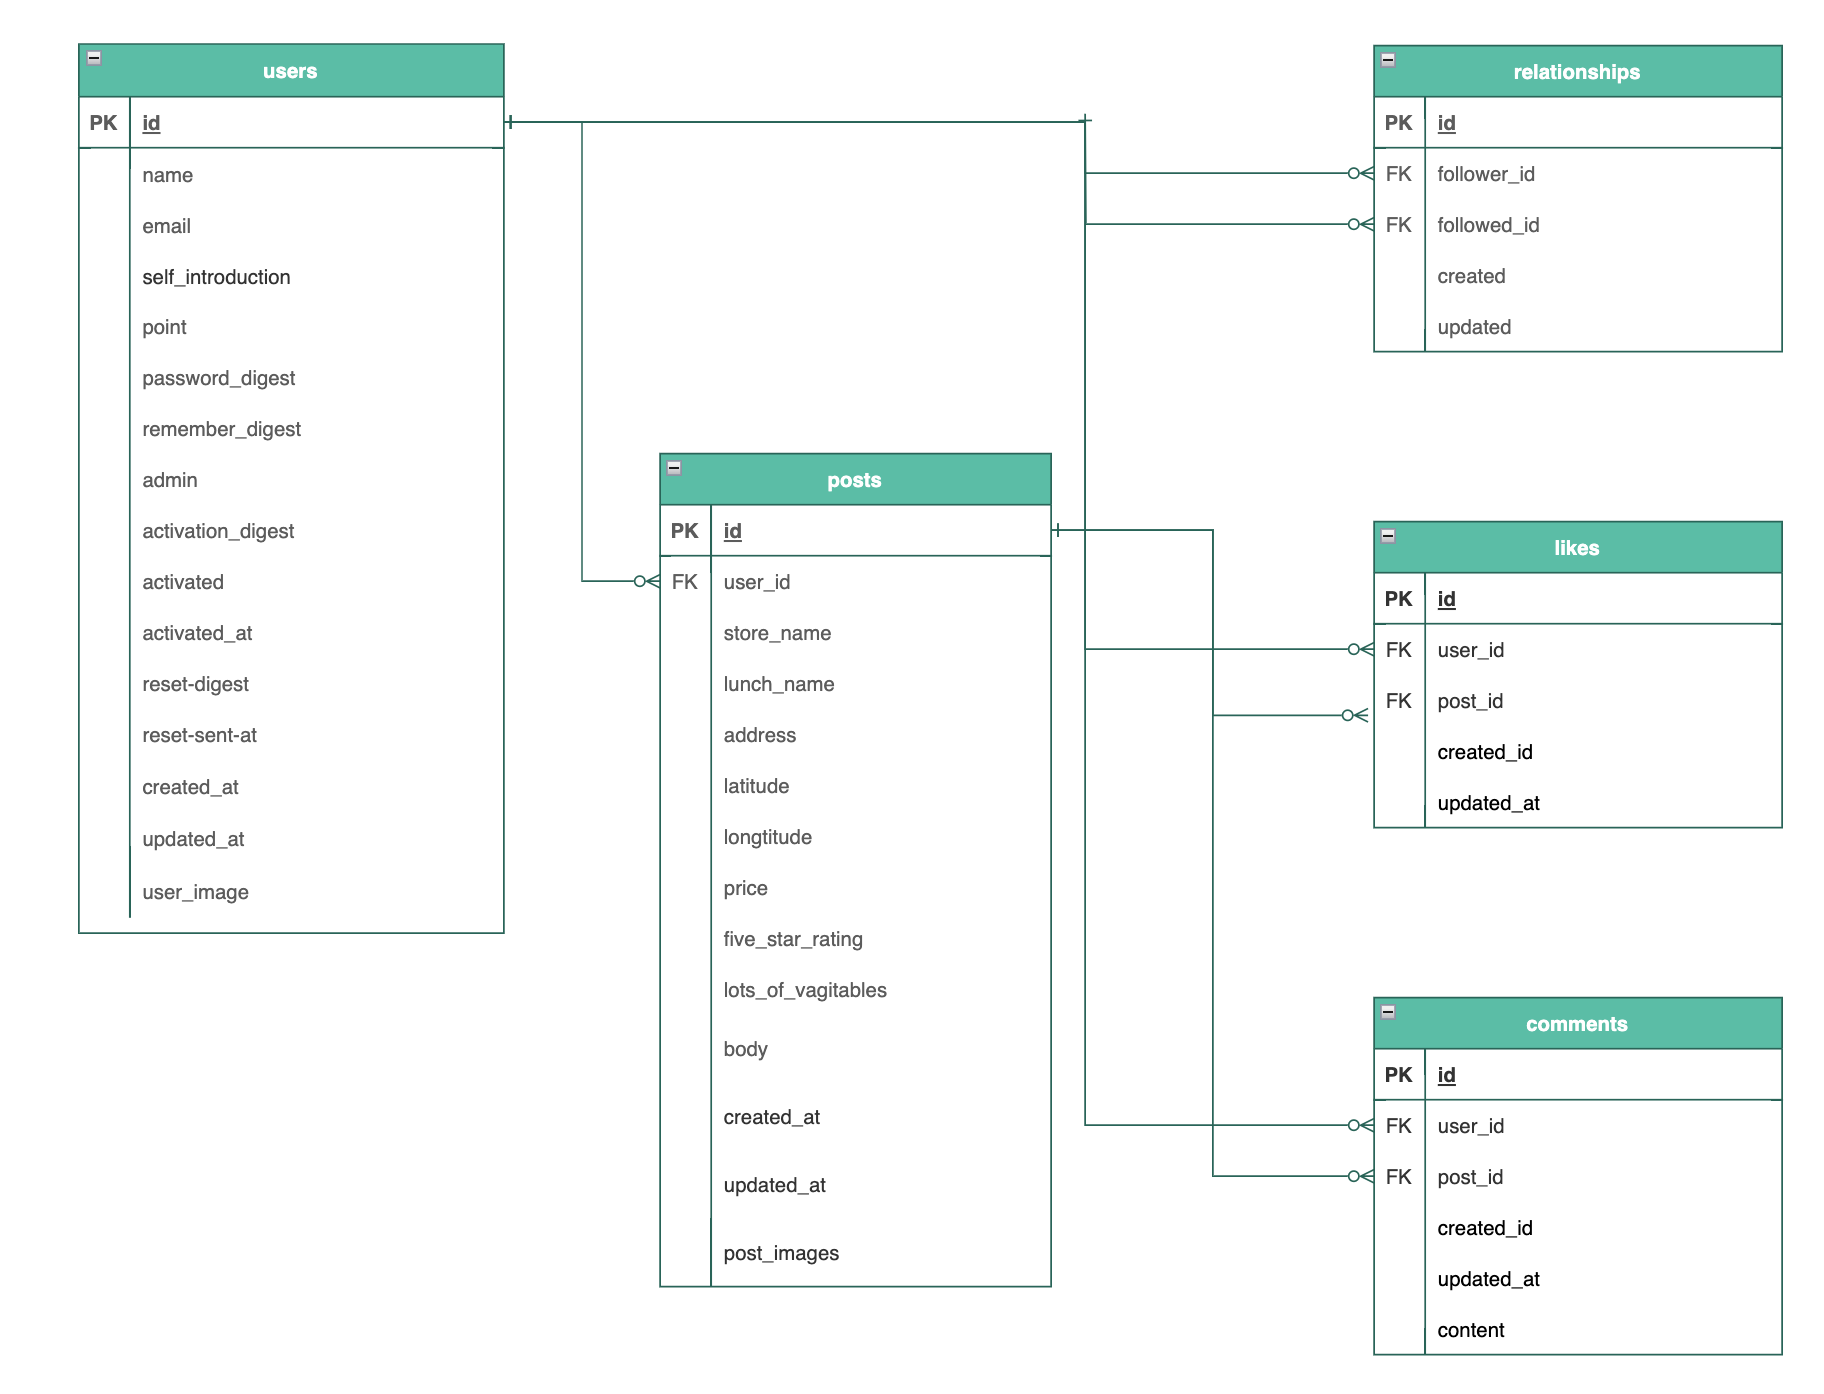 users
PK id
name
email
self_introduction
point
password_digest
remember_digest
admin
activation_digest
activated
activated_at
reset-digest
reset-sent-at
created_at
updated_at
user_image
posts
PK id
FK user_id
store_name
lunch_name
address
latitude
longtitude
price
five_star_rating
lots_of_vagitables
body
created_at
updated_at
post_images
relationships
PK id
FK follower_id
FK followed_id
created
updated
likes
PK id
FK user_id
FK post_id
created_id
updated_at
comments
PK id
FK user_id
FK post_id
created_id
updated_at
content